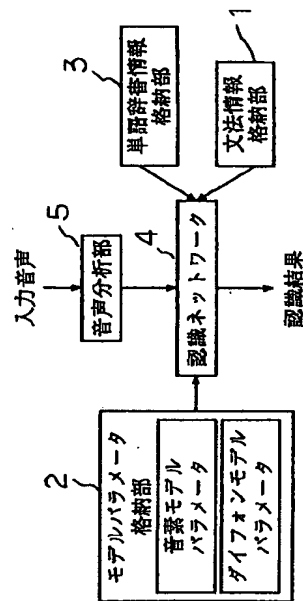 入力音声
5
音声分析部
3
単語辞書情報
格納部
1
文法情報
格納部
4
認識ネットワーク
認識結果
2
モデルパラメータ
格納部
音素モデル
パラメータ
ダイフォンモデル
パラメータ